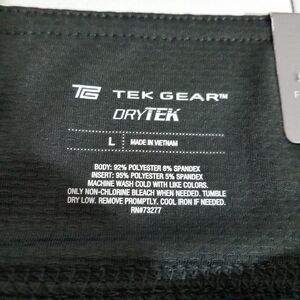 TG TEK GEAR™
DRYTEK
L MADE IN VIETNAM
BODY: 92% POLYESTER 8% SPANDEX
INSERT: 95% POLYESTER 5% SPANDEX
MACHINE WASH COLD WITH LIKE COLORS.
ONLY NON-CHLORINE BLEACH WHEN NEEDED. TUMBLE
DRY LOW. REMOVE PROMPTLY. COOL IRON IF NEEDED.
RN#73277